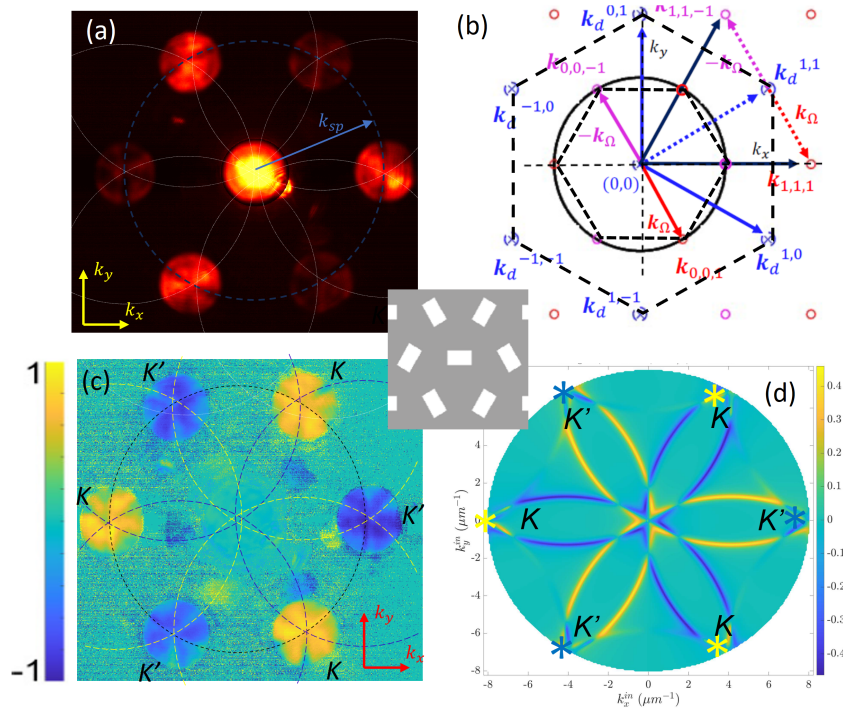 (a)
k_sp
k_y
k_x
(b)
k_d^0,1
k_1,1,-1
k_y
-k_Ω
k_0,0,-1
k_d^1,1
k_d^-1,0
k_Ω
-k_Ω
k_x
(0,0)
k_1,1,1
k_Ω
k_d^-1,-1
k_0,0,1
k_d^1,0
k_d^1,-1
1
-1
(c)
K'
K
K
K'
K'
K
k_y
k_x
(d)
K'
K
K
K'
K'
K
4
2
0
-2
-4
-6
-8
k_y^in (μm^-1)
-8
-4
0
4
8
k_x^in (μm^-1)
0.4
0.3
0.2
0.1
0
-0.1
-0.2
-0.3
-0.4